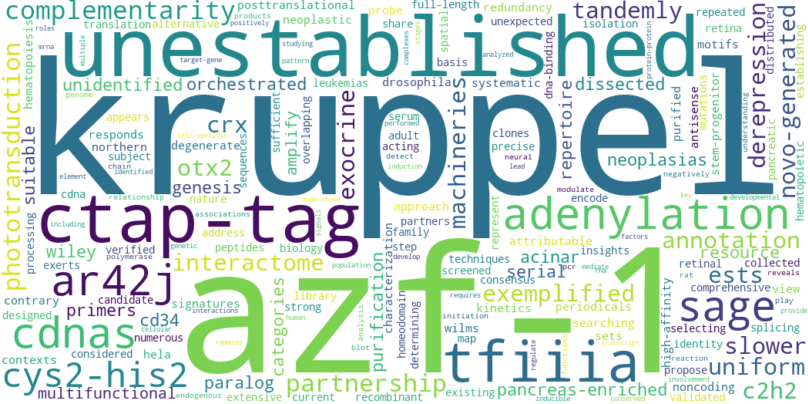 complementarity
posttranslational
full-length
redundancy
tandemly
neoplastic
probe
share
unexpected
repeated
translation
alternative
products
positively
roles
mrna
multiple
studying
target-gene
pattern
complexes
stages
analyzed
protein-protein
isolation
retina
motifs
unestablished
basis
spatial
hematopoiesis
genome
unidentified
orchestrated
leukemias
drosophila
systematic
dissected
dna-binding
derepression
distributed
establishing
novo-generated
pancreatic
hematopoietic
kruppel
phototransduction
suitable
processing
appears
cell-specific
responds
northern
subject
chain
identified
element
cdna
relationship
crx
degenerate
otx2
genesis
sequences
sufficient
amplify
overlapping
exocrine
serum
adult
acting
detect
induction
machineries
clones
precise
neural
lead
repertoire
neoplasias
encode
modulate
purified
antisense
mutations
stem-progenitor
negatively
understanding
key
developmental
ctap-tag
adenylation
annotation
including
associations
nature
address
wiley
verified
polymerase
genetic
peptides
biology
understood
signals
approach
partners
family
step
represent
attributable
insights
factors
resource
interactome
exerts
ar42j
candidate
signatures
contrary
designed
primers
numerous
cd34
library
strong
categories
purification
characterization
homeodomain
determining
acinar
techniques
screened
serial
pcr
mediate
rna
consensus
exemplified
kinetics
periodicals
ests
retinal
rat
collected
reveals
comprehensive
view
play
provide
high-affinity
sage
searching
sets
requires
initiation
wilms
map
regulate
functions
transcript
identity
selecting
splicing
slower
reaction
propose
cdnas
contexts
considered
hela
cellular
interactions
population
develop
human
remains
azf-1
analysis
blot
tfiiia
inducible
conserved
cys2-his2
paralog
uniform
noncoding
involvement
multifunctional
endogenous
extensive
current
partnership
recombinant
existing
pancreas-enriched
validated
c2h2